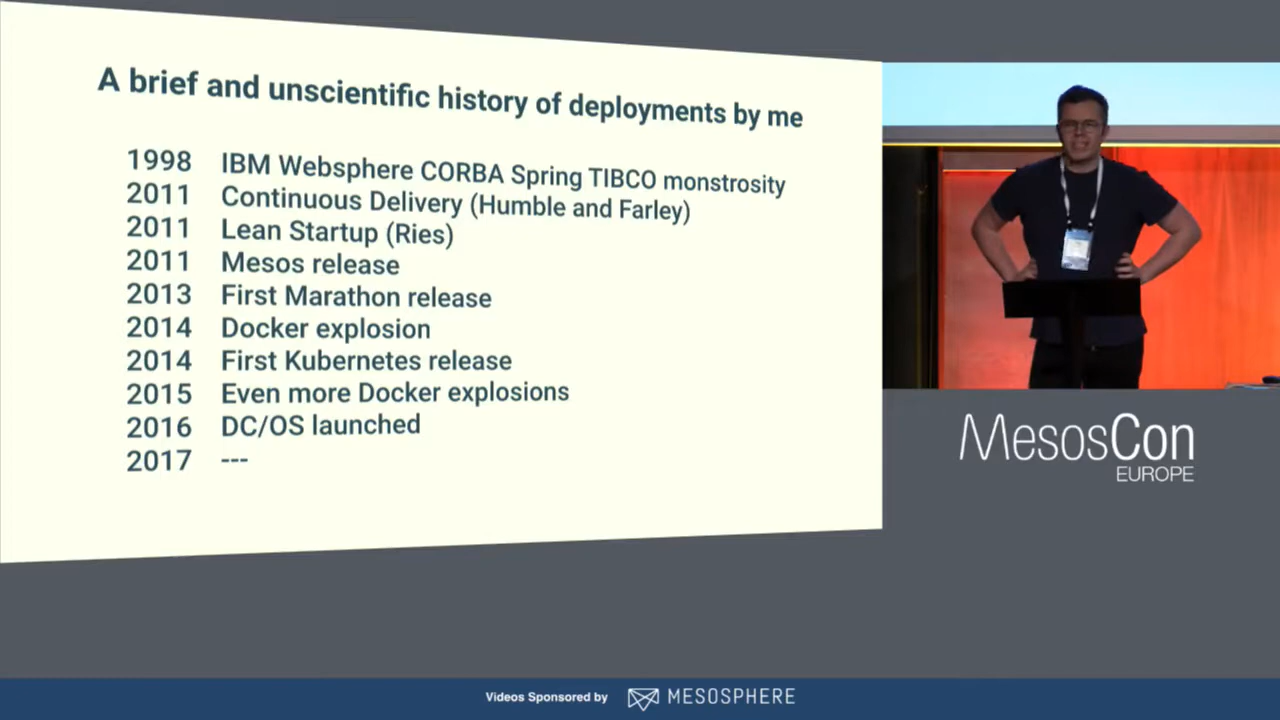 A brief and unscientific history of deployments by me
1998 IBM Websphere CORBA Spring TIBCO monstrosity
2011 Continuous Delivery (Humble and Farley)
2011 Lean Startup (Ries)
2011 Mesos release
2013 First Marathon release
2014 Docker explosion
2014 First Kubernetes release
2015 Even more Docker explosions
2016 DC/OS launched
2017 ---
MesosCon
EUROPE
Videos Sponsored by MESOSPHERE